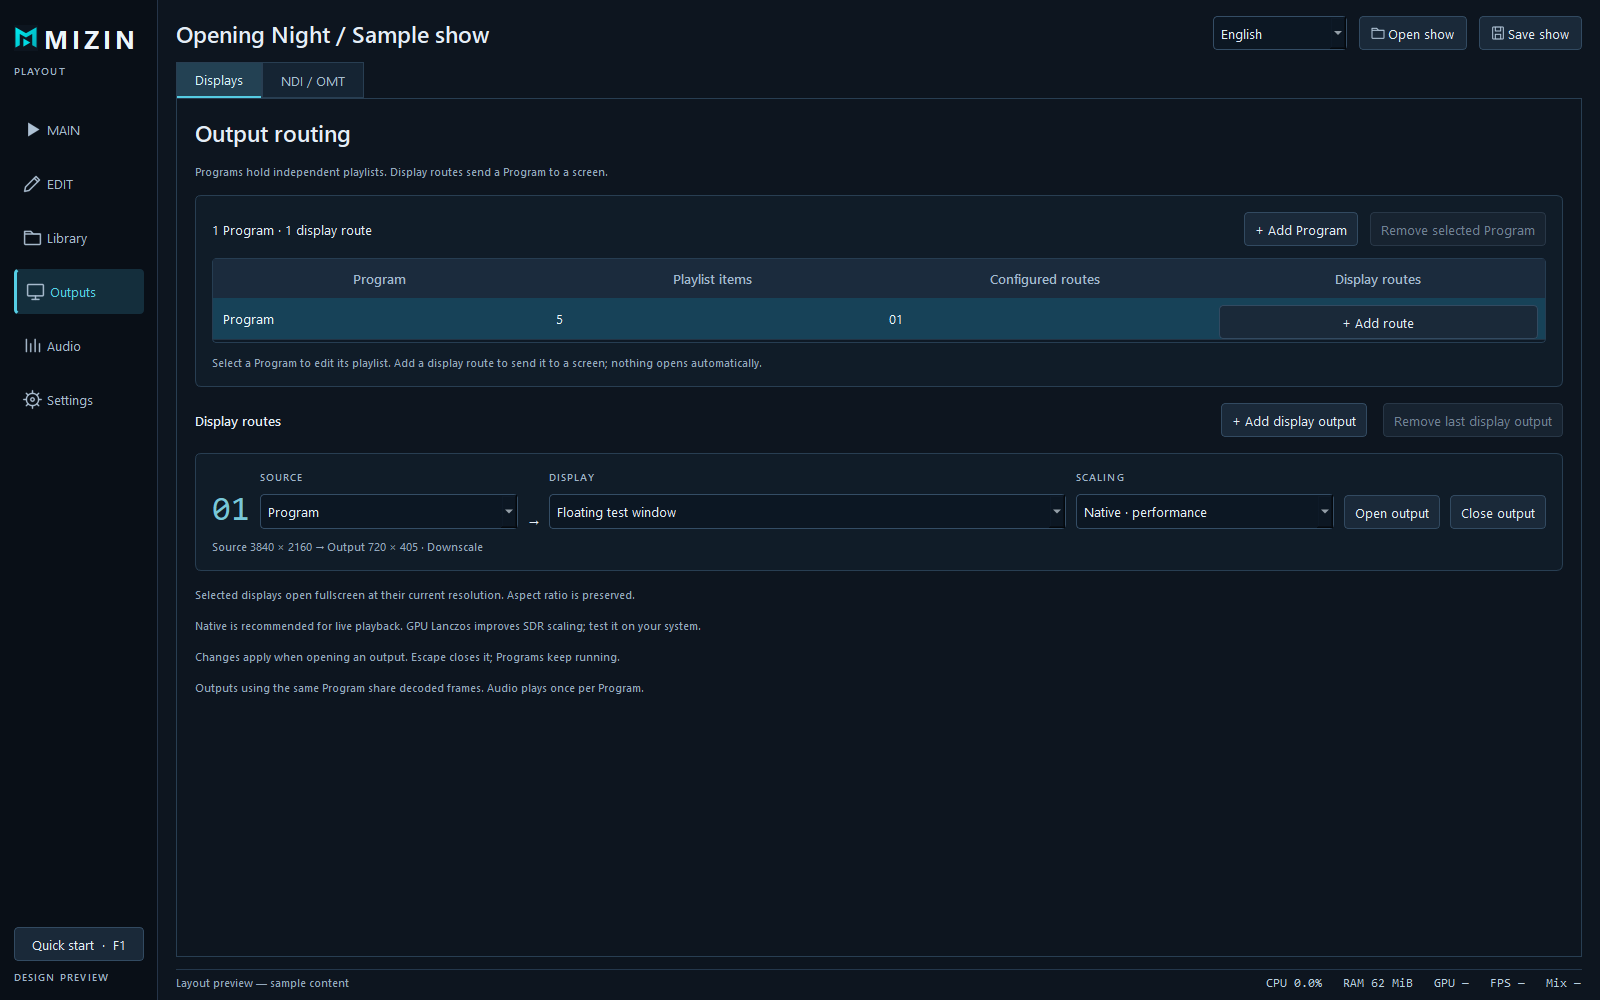 MIZIN
PLAYOUT
MAIN
EDIT
Library
Outputs
Audio
Settings
Quick start · F1
DESIGN PREVIEW
Opening Night / Sample show
English
Open show
Save show
Displays
NDI / OMT
Output routing
Programs hold independent playlists. Display routes send a Program to a screen.
1 Program · 1 display route
+ Add Program
Remove selected Program
Program
Playlist items
Configured routes
Display routes
Program
5
01
+ Add route
Select a Program to edit its playlist. Add a display route to send it to a screen; nothing opens automatically.
Display routes
+ Add display output
Remove last display output
SOURCE
DISPLAY
SCALING
01
Program
→
Floating test window
Native · performance
Open output
Close output
Source 3840 × 2160 → Output 720 × 405 · Downscale
Selected displays open fullscreen at their current resolution. Aspect ratio is preserved.
Native is recommended for live playback. GPU Lanczos improves SDR scaling; test it on your system.
Changes apply when opening an output. Escape closes it; Programs keep running.
Outputs using the same Program share decoded frames. Audio plays once per Program.
Layout preview — sample content
CPU 0.0%
RAM 62 MiB
GPU —
FPS —
Mix —